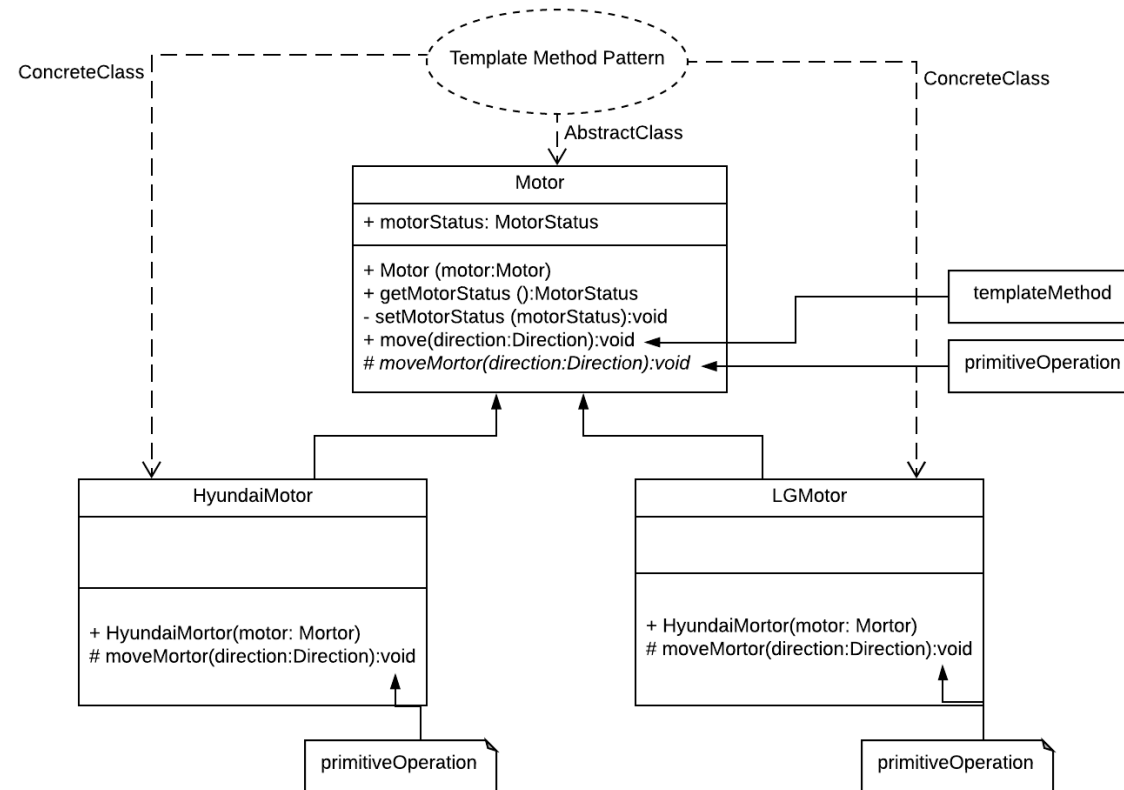 Template Method Pattern
ConcreteClass
ConcreteClass
AbstractClass
Motor
+ motorStatus: MotorStatus
+ Motor (motor:Motor)
+ getMotorStatus ():MotorStatus
- setMotorStatus (motorStatus):void
+ move(direction:Direction):void
# moveMortor(direction:Direction):void
templateMethod
primitiveOperation
HyundaiMotor
+ HyundaiMortor(motor: Mortor)
# moveMortor(direction:Direction):void
primitiveOperation
LGMotor
+ HyundaiMortor(motor: Mortor)
# moveMortor(direction:Direction):void
primitiveOperation